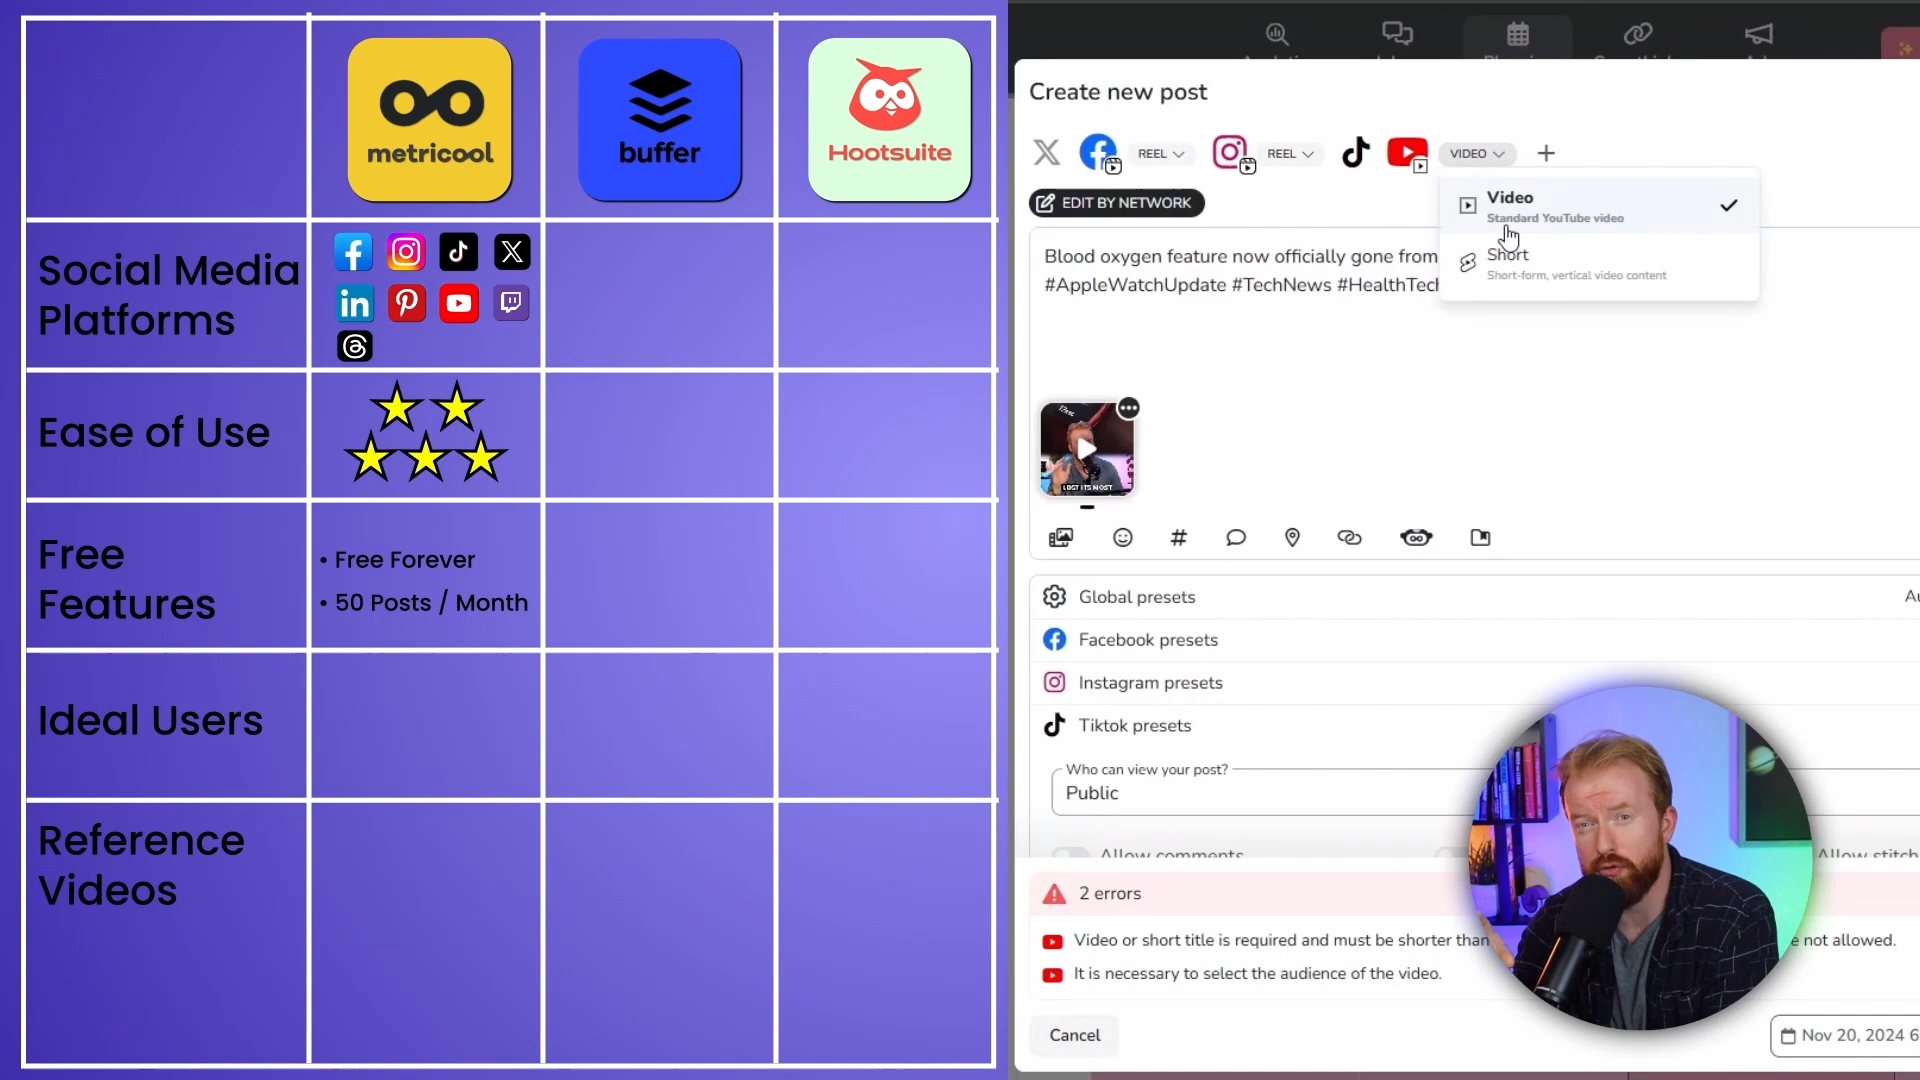 metricool
buffer
Hootsuite
Social Media
Platforms
Ease of Use
Free
Features
• Free Forever
• 50 Posts / Month
Ideal Users
Reference
Videos
Create new post
REEL
REEL
VIDEO
EDIT BY NETWORK
Video
Standard YouTube video
Short
Short-form, vertical video content
Blood oxygen feature now officially gone from
#AppleWatchUpdate #TechNews #HealthTech
LOST ITS MOST
Global presets
Facebook presets
Instagram presets
Tiktok presets
Who can view your post?
Public
Allow comments
Allow stitch
2 errors
Video or short title is required and must be shorter than
not allowed.
It is necessary to select the audience of the video.
Cancel
Nov 20, 2024 6